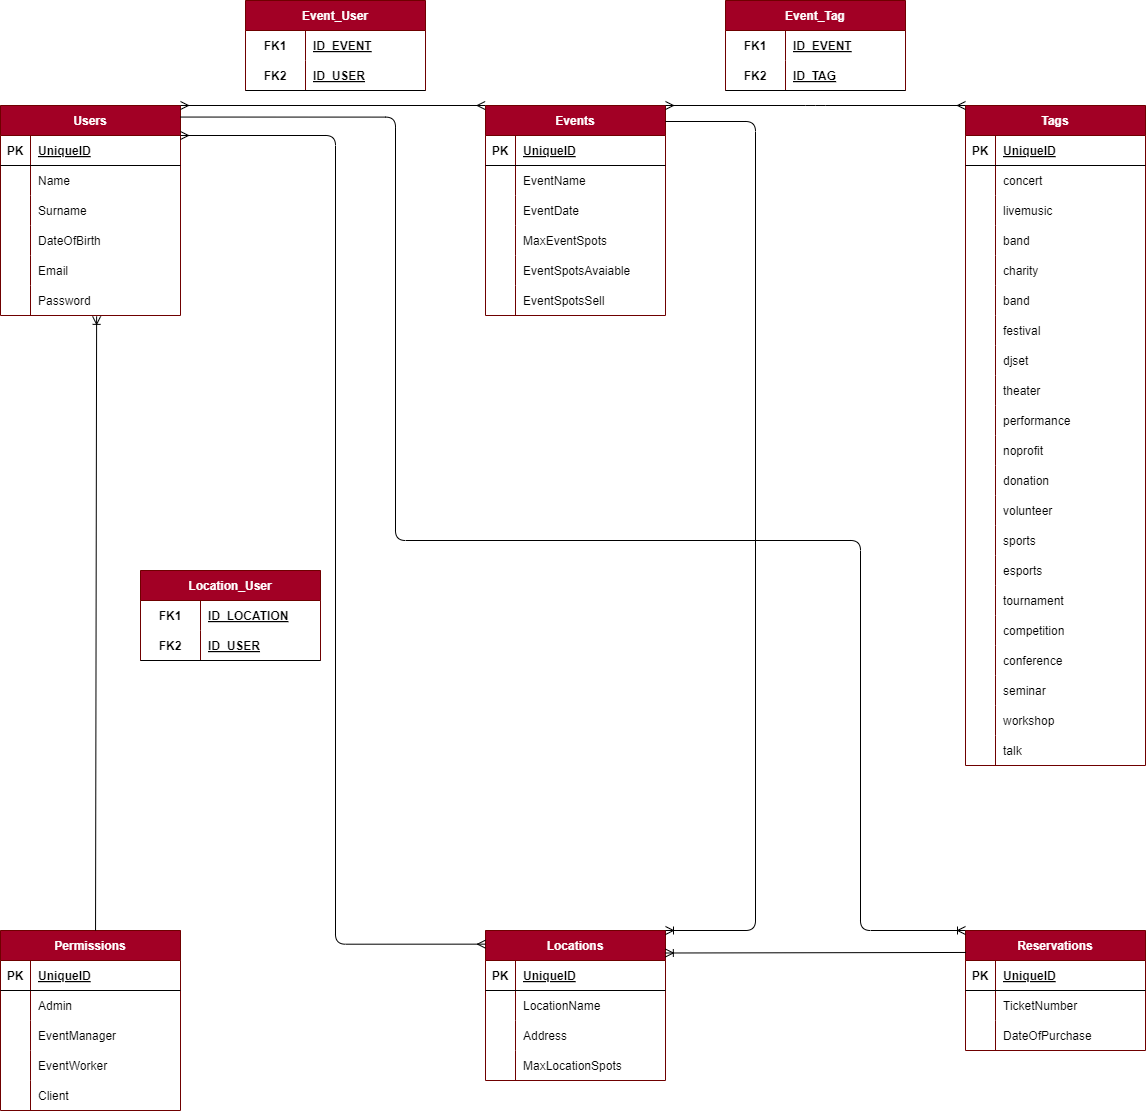 Event_User
FK1 ID_EVENT
FK2 ID_USER
Event_Tag
FK1 ID_EVENT
FK2 ID_TAG
Users
PK UniqueID
Name
Surname
DateOfBirth
Email
Password
Events
PK UniqueID
EventName
EventDate
MaxEventSpots
EventSpotsAvaiable
EventSpotsSell
Tags
PK UniqueID
concert
livemusic
band
charity
band
festival
djset
theater
performance
noprofit
donation
volunteer
sports
esports
tournament
competition
conference
seminar
workshop
talk
Location_User
FK1 ID_LOCATION
FK2 ID_USER
Permissions
PK UniqueID
Admin
EventManager
EventWorker
Client
Locations
PK UniqueID
LocationName
Address
MaxLocationSpots
Reservations
PK UniqueID
TicketNumber
DateOfPurchase